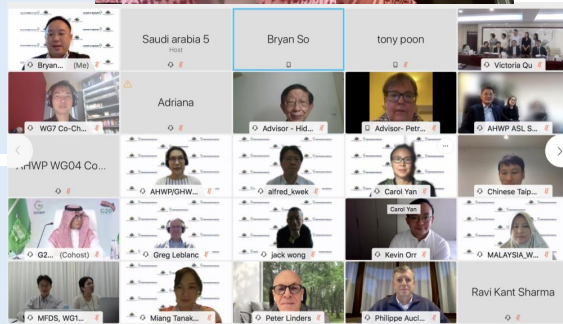 Bryan... (Me)
Saudi arabia 5
Host
Bryan So
tony poon
Victoria Qu
WG7 Co-Ch...
Adriana
Advisor - Hid...
Advisor- Petr...
AHWP ASL S...
AHWP WG04 Co...
AHWP/GHW...
alfred_kwek
Carol Yan
Chinese Taip...
G2... (Cohost)
Greg Leblanc
jack wong
Carol Yan
Kevin Orr
MALAYSIA_W...
MFDS, WG1...
Miang Tanak...
Peter Linders
Philippe Aucl...
Ravi Kant Sharma